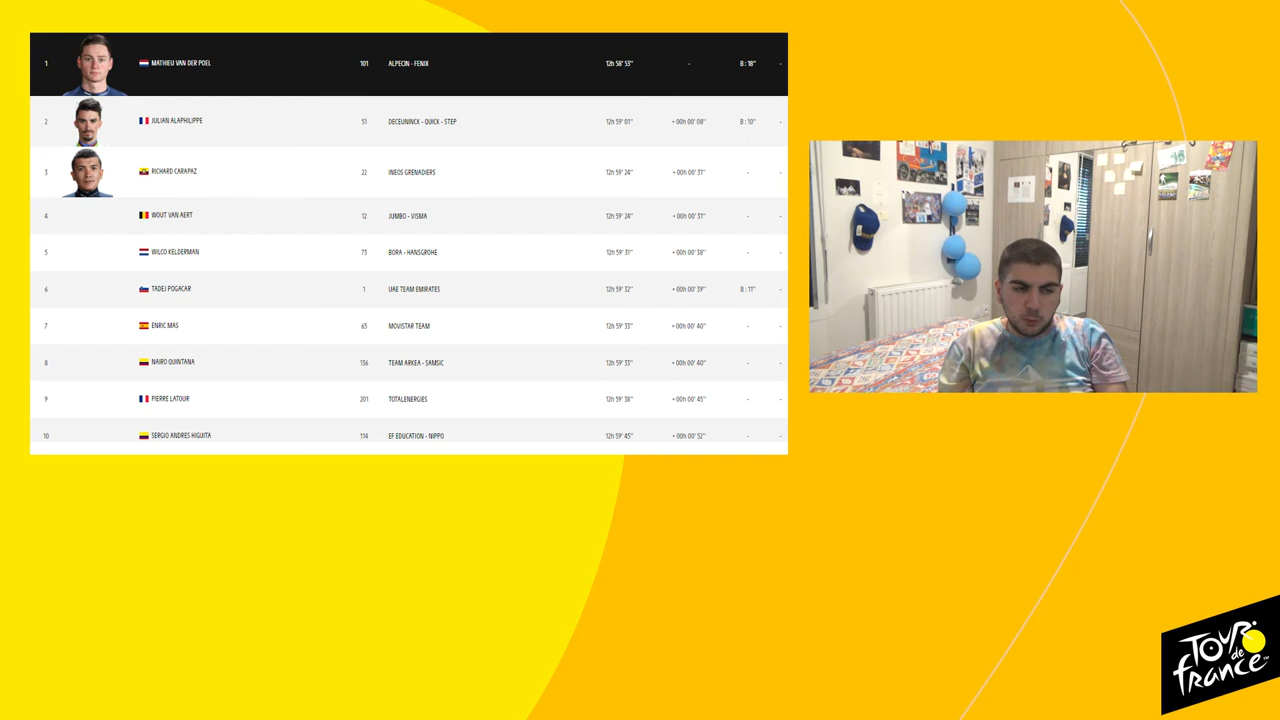 1 MATHIEU VAN DER POEL 101 ALPECIN - FENIX 12h 58' 53'' - B : 18'' -
2 JULIAN ALAPHILIPPE 51 DECEUNINCK - QUICK - STEP 12h 59' 01'' + 00h 00' 08'' B : 10'' -
3 RICHARD CARAPAZ 22 INEOS GRENADIERS 12h 59' 24'' + 00h 00' 31'' - -
4 WOUT VAN AERT 12 JUMBO - VISMA 12h 59' 24'' + 00h 00' 31'' - -
5 WILCO KELDERMAN 73 BORA - HANSGROHE 12h 59' 31'' + 00h 00' 38'' - -
6 TADEJ POGACAR 1 UAE TEAM EMIRATES 12h 59' 32'' + 00h 00' 39'' B : 11'' -
7 ENRIC MAS 65 MOVISTAR TEAM 12h 59' 33'' + 00h 00' 40'' - -
8 NAIRO QUINTANA 136 TEAM ARKEA - SAMSIC 12h 59' 33'' + 00h 00' 40'' - -
9 PIERRE LATOUR 201 TOTALENERGIES 12h 59' 38'' + 00h 00' 45'' - -
10 SERGIO ANDRES HIGUITA 114 EF EDUCATION - NIPPO 12h 59' 45'' + 00h 00' 52'' - -
TOUR
de
france™